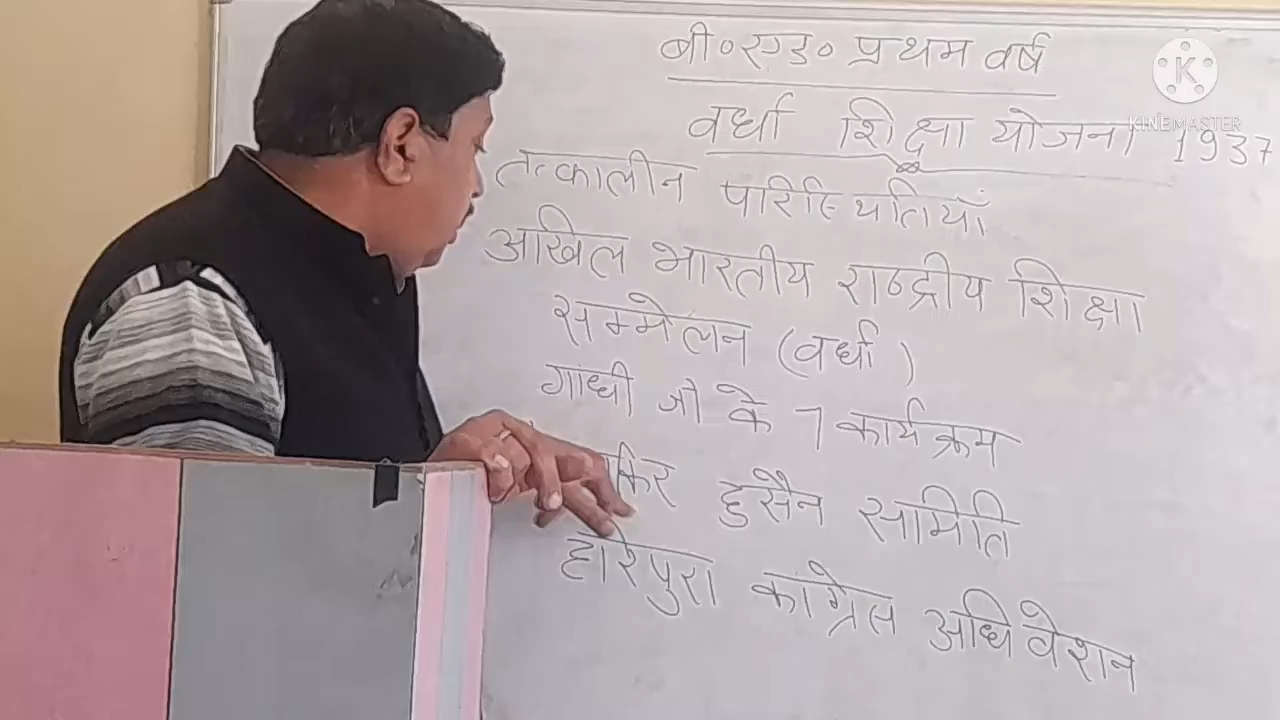 बी०एड० प्रथम वर्ष
K
KINEMASTER
वर्धा शिक्षा योजना 1937
तत्कालीन परिस्थितियाँ
अखिल भारतीय राष्ट्रीय शिक्षा
सम्मेलन (वर्धा)
गाधी जी के 7 कार्यक्रम
हुसैन समिति
हरिपुरा कांग्रेस अधिवेशन